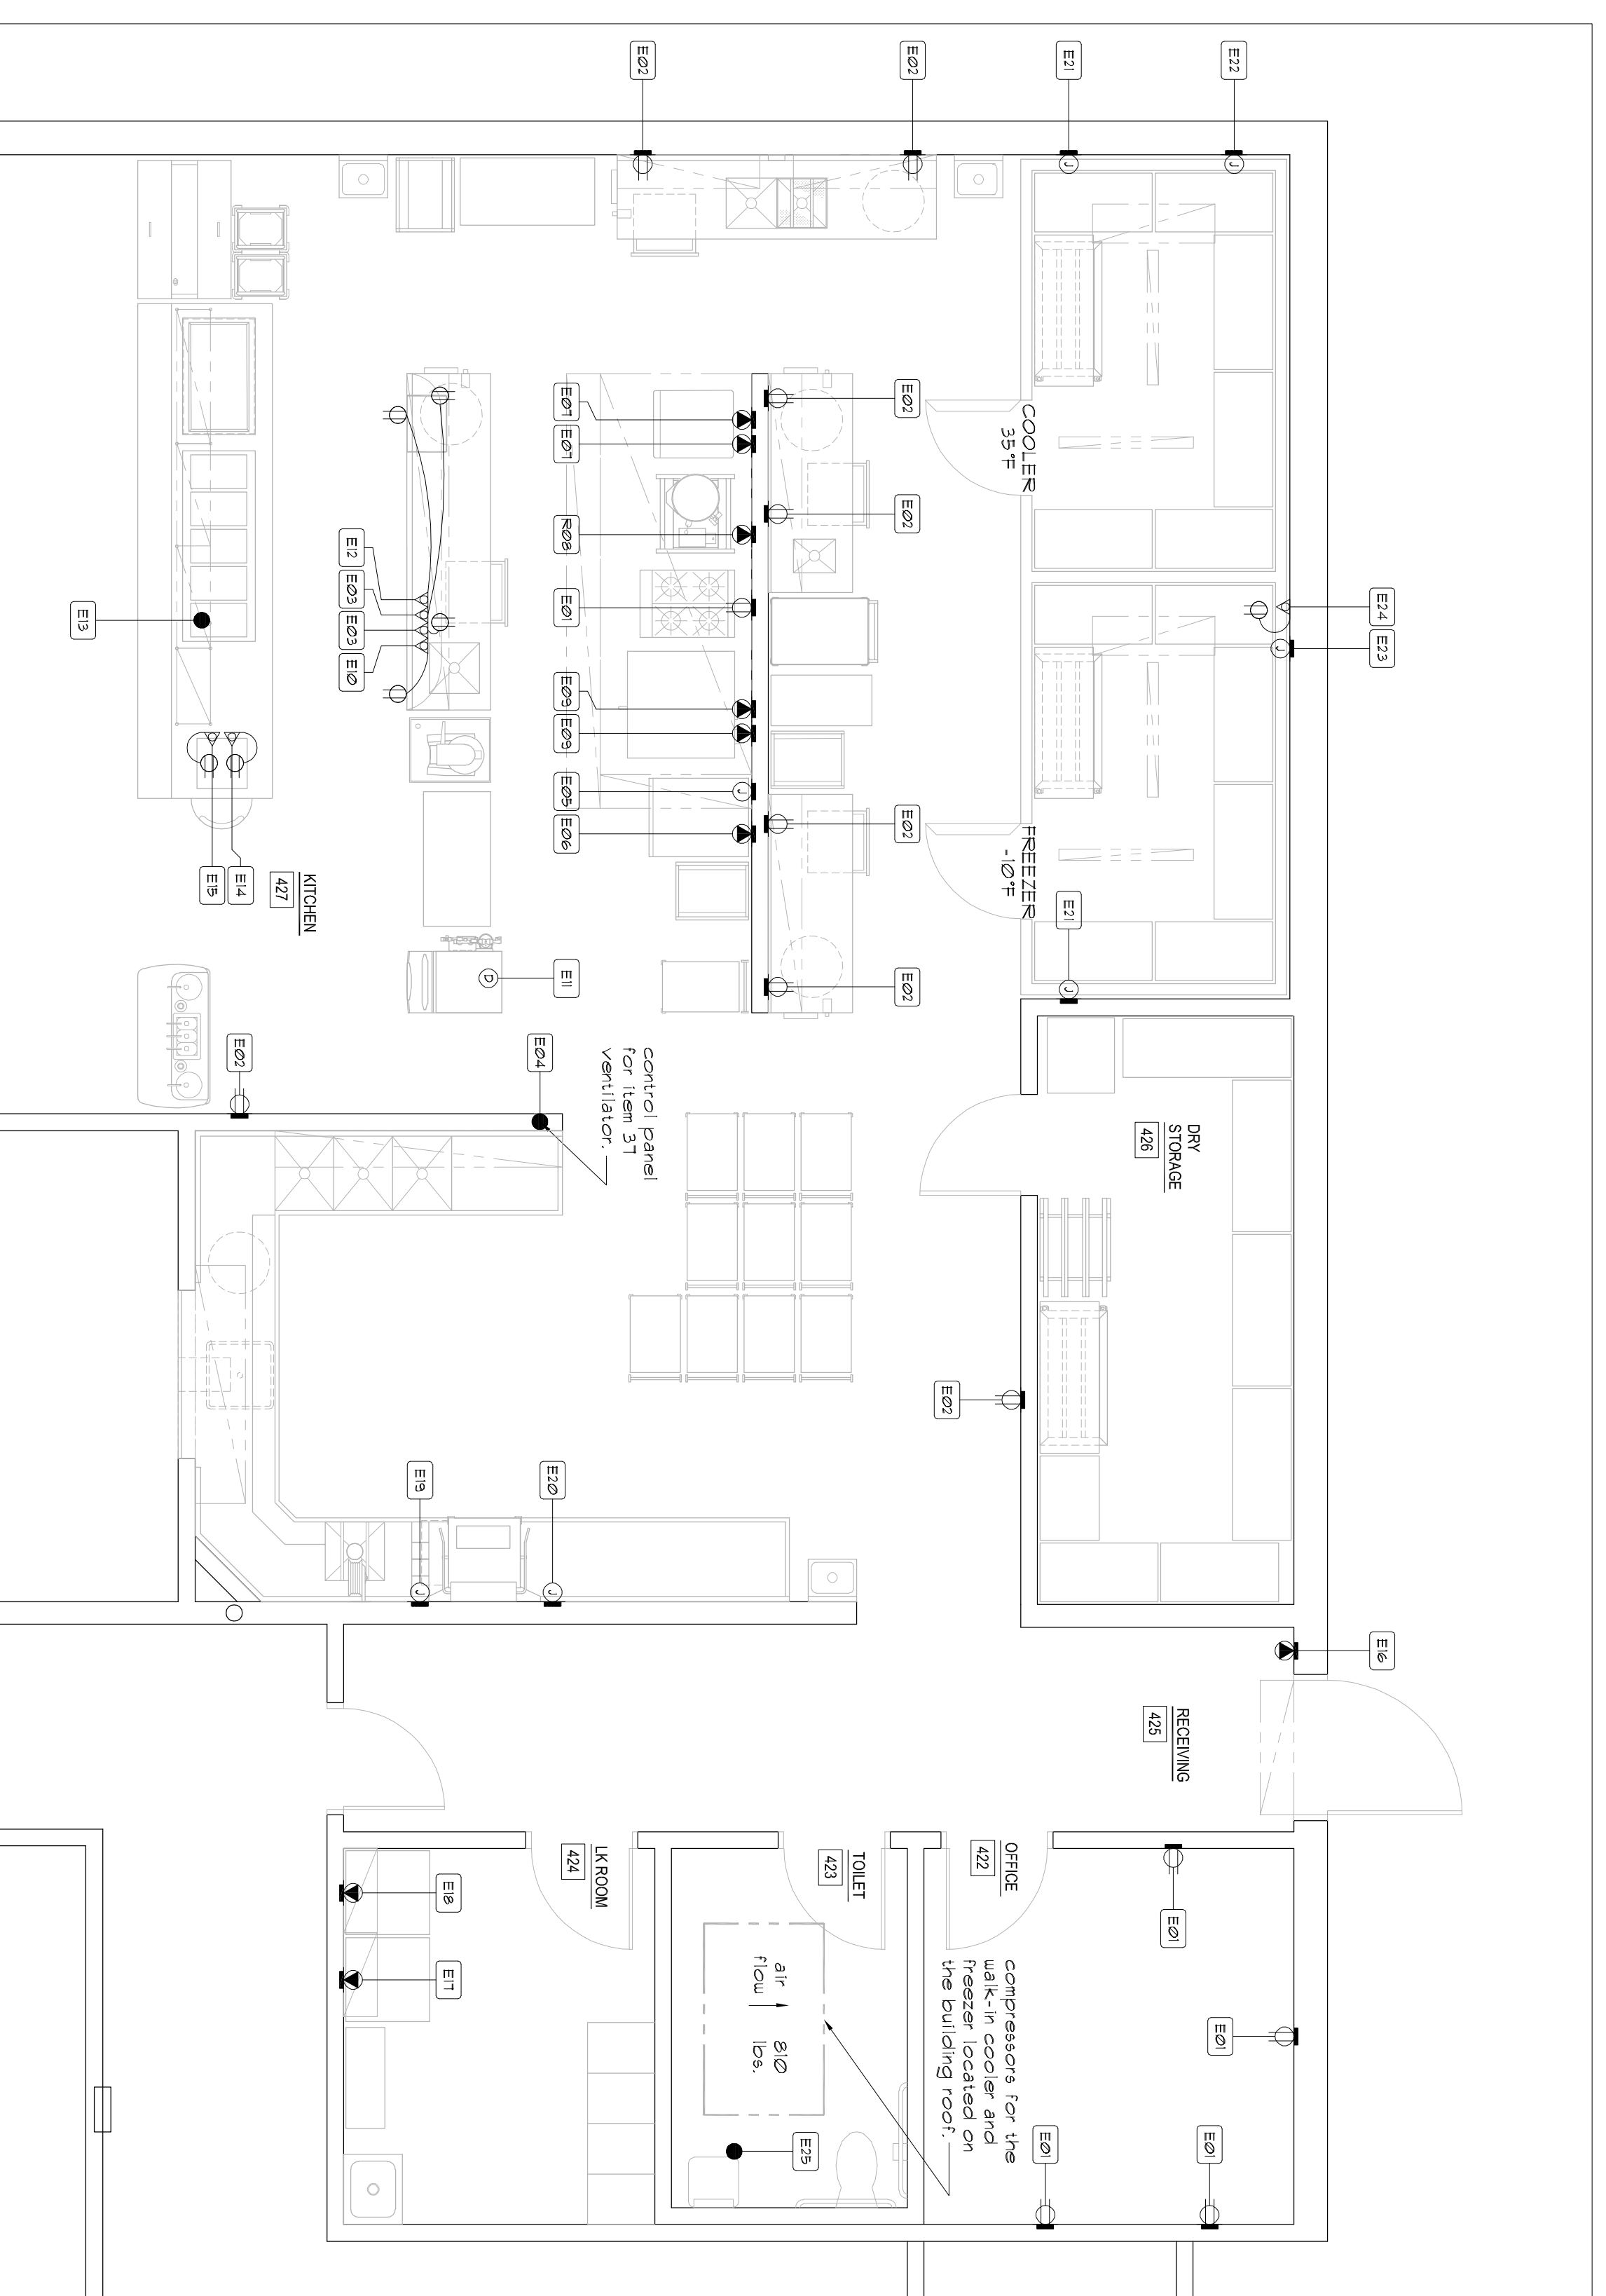 E24
E23
E16
J
E22
J
J
E01
E01
DRY
STORAGE
426
RECEIVING
425
E01
E21
J
E21
J
E01
COOLER
35°F
FREEZER
-10°F
OFFICE
422
compressors for the
walk-in cooler and
freezer located on
the building roof.
E02
E02
E02
E02
E02
E02
TOILET
423
E25
air
flow
810
lbs.
E02
control panel
for item 37
ventilator.
J
LK ROOM
424
E07
E07
R08
E01
E09
E09
E05
E06
E11
D
E04
E20
J
E18
E17
E19
J
E12
E03
E03
E10
KITCHEN
427
E14
E15
E02
E13